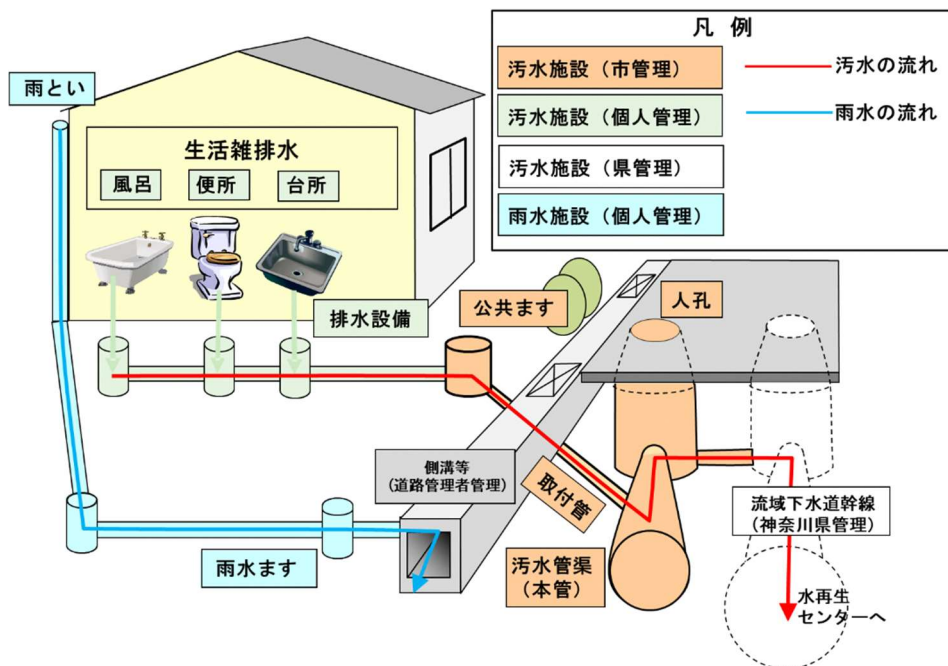 凡 例
汚水施設（市管理）
汚水の流れ
汚水施設（個人管理）
雨水の流れ
汚水施設（県管理）
雨水施設（個人管理）
雨とい
生活雑排水
風呂
便所
台所
排水設備
公共ます
人孔
側溝等
（道路管理者管理）
取付管
流域下水道幹線
（神奈川県管理）
雨水ます
汚水管渠
（本管）
水再生
センターへ